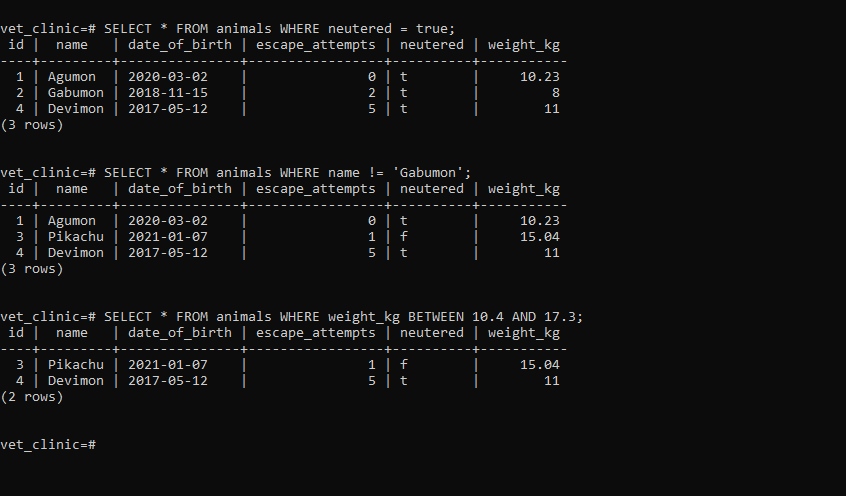 vet_clinic=# SELECT * FROM animals WHERE neutered = true;
 id |  name   | date_of_birth | escape_attempts | neutered | weight_kg
----+---------+---------------+-----------------+----------+-----------
  1 | Agumon  | 2020-03-02    |               0 | t        |     10.23
  2 | Gabumon | 2018-11-15    |               2 | t        |         8
  4 | Devimon | 2017-05-12    |               5 | t        |        11
(3 rows)
vet_clinic=# SELECT * FROM animals WHERE name != 'Gabumon';
 id |  name   | date_of_birth | escape_attempts | neutered | weight_kg
----+---------+---------------+-----------------+----------+-----------
  1 | Agumon  | 2020-03-02    |               0 | t        |     10.23
  3 | Pikachu | 2021-01-07    |               1 | f        |     15.04
  4 | Devimon | 2017-05-12    |               5 | t        |        11
(3 rows)
vet_clinic=# SELECT * FROM animals WHERE weight_kg BETWEEN 10.4 AND 17.3;
 id |  name   | date_of_birth | escape_attempts | neutered | weight_kg
----+---------+---------------+-----------------+----------+-----------
  3 | Pikachu | 2021-01-07    |               1 | f        |     15.04
  4 | Devimon | 2017-05-12    |               5 | t        |        11
(2 rows)
vet_clinic=#